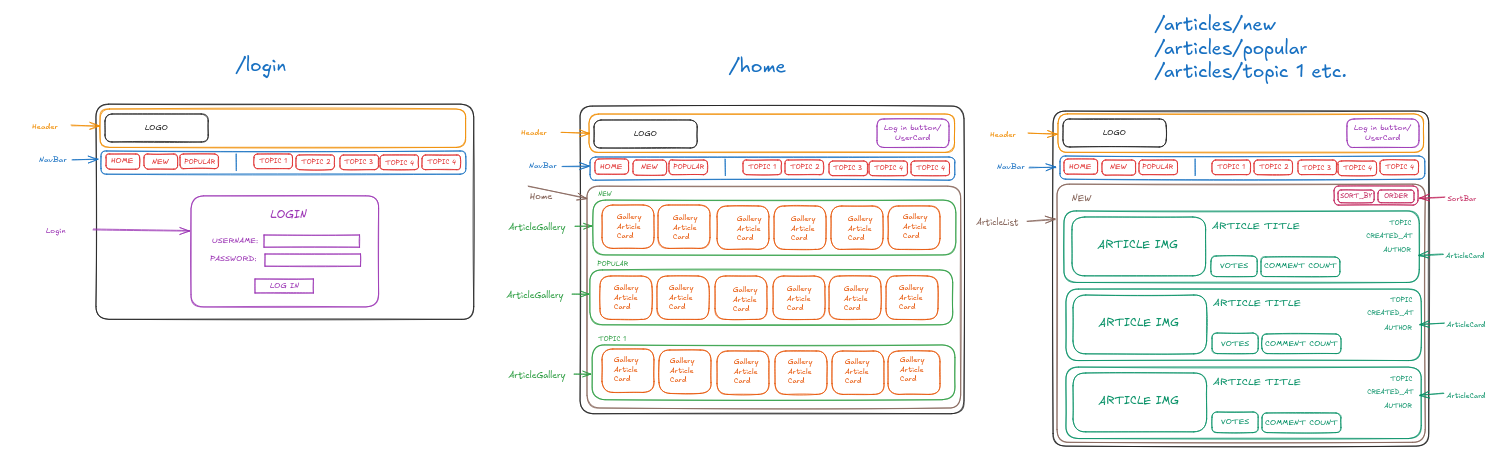 /login
Header
LOGO
NavBar
HOME NEW POPULAR TOPIC 1 TOPIC 2 TOPIC 3 TOPIC 4 TOPIC 4
Login
LOGIN
USERNAME:
PASSWORD:
LOG IN
/home
Header
LOGO
Log in button/
UserCard
NavBar
HOME NEW POPULAR TOPIC 1 TOPIC 2 TOPIC 3 TOPIC 4 TOPIC 4
Home
NEW
ArticleGallery
Gallery Gallery Gallery Gallery Gallery Gallery
Article Article Article Article Article Article
Card Card Card Card Card Card
POPULAR
ArticleGallery
Gallery Gallery Gallery Gallery Gallery Gallery
Article Article Article Article Article Article
Card Card Card Card Card Card
TOPIC 1
ArticleGallery
Gallery Gallery Gallery Gallery Gallery Gallery
Article Article Article Article Article Article
Card Card Card Card Card Card
/articles/new
/articles/popular
/articles/topic 1 etc.
Header
LOGO
Log in button/
UserCard
NavBar
HOME NEW POPULAR TOPIC 1 TOPIC 2 TOPIC 3 TOPIC 4 TOPIC 4
ArticleList
NEW
SORT_BY ORDER
SortBar
ARTICLE IMG
ARTICLE TITLE
TOPIC
CREATED_AT
AUTHOR
VOTES COMMENT COUNT
ArticleCard
ARTICLE IMG
ARTICLE TITLE
TOPIC
CREATED_AT
AUTHOR
VOTES COMMENT COUNT
ArticleCard
ARTICLE IMG
ARTICLE TITLE
TOPIC
CREATED_AT
AUTHOR
VOTES COMMENT COUNT
ArticleCard